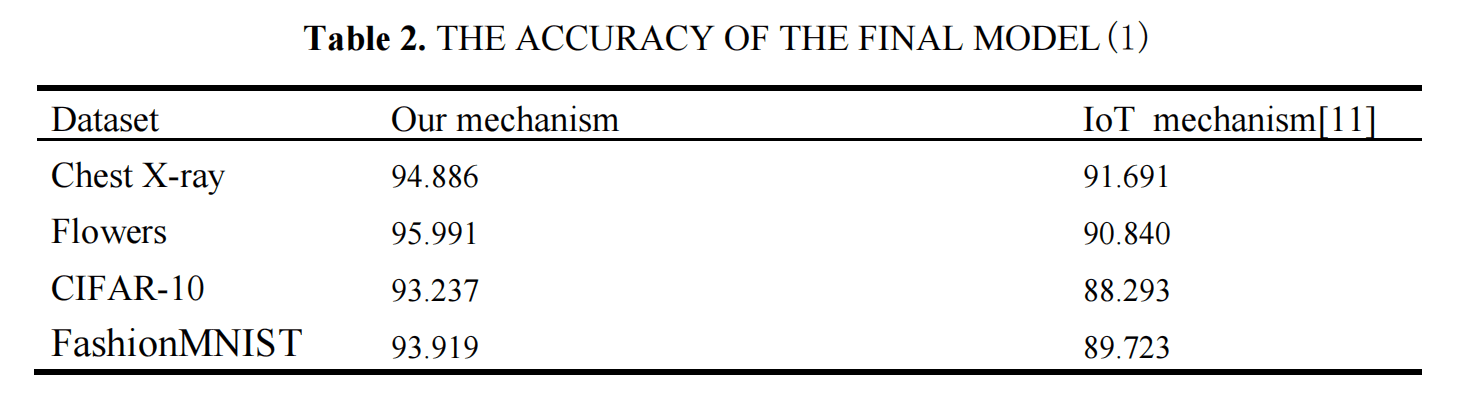 Table 2. THE ACCURACY OF THE FINAL MODEL(1)
Dataset Our mechanism IoT mechanism[11]
Chest X-ray 94.886 91.691
Flowers 95.991 90.840
CIFAR-10 93.237 88.293
FashionMNIST 93.919 89.723